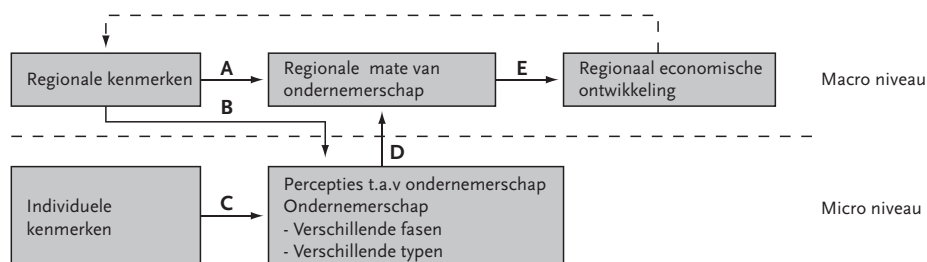 Regionale kenmerken
A
Regionale mate van
ondernemerschap
E
Regionaal economische
ontwikkeling
Macro niveau
B
D
Individuele
kenmerken
C
Percepties t.a.v ondernemerschap
Ondernemerschap
- Verschillende fasen
- Verschillende typen
Micro niveau